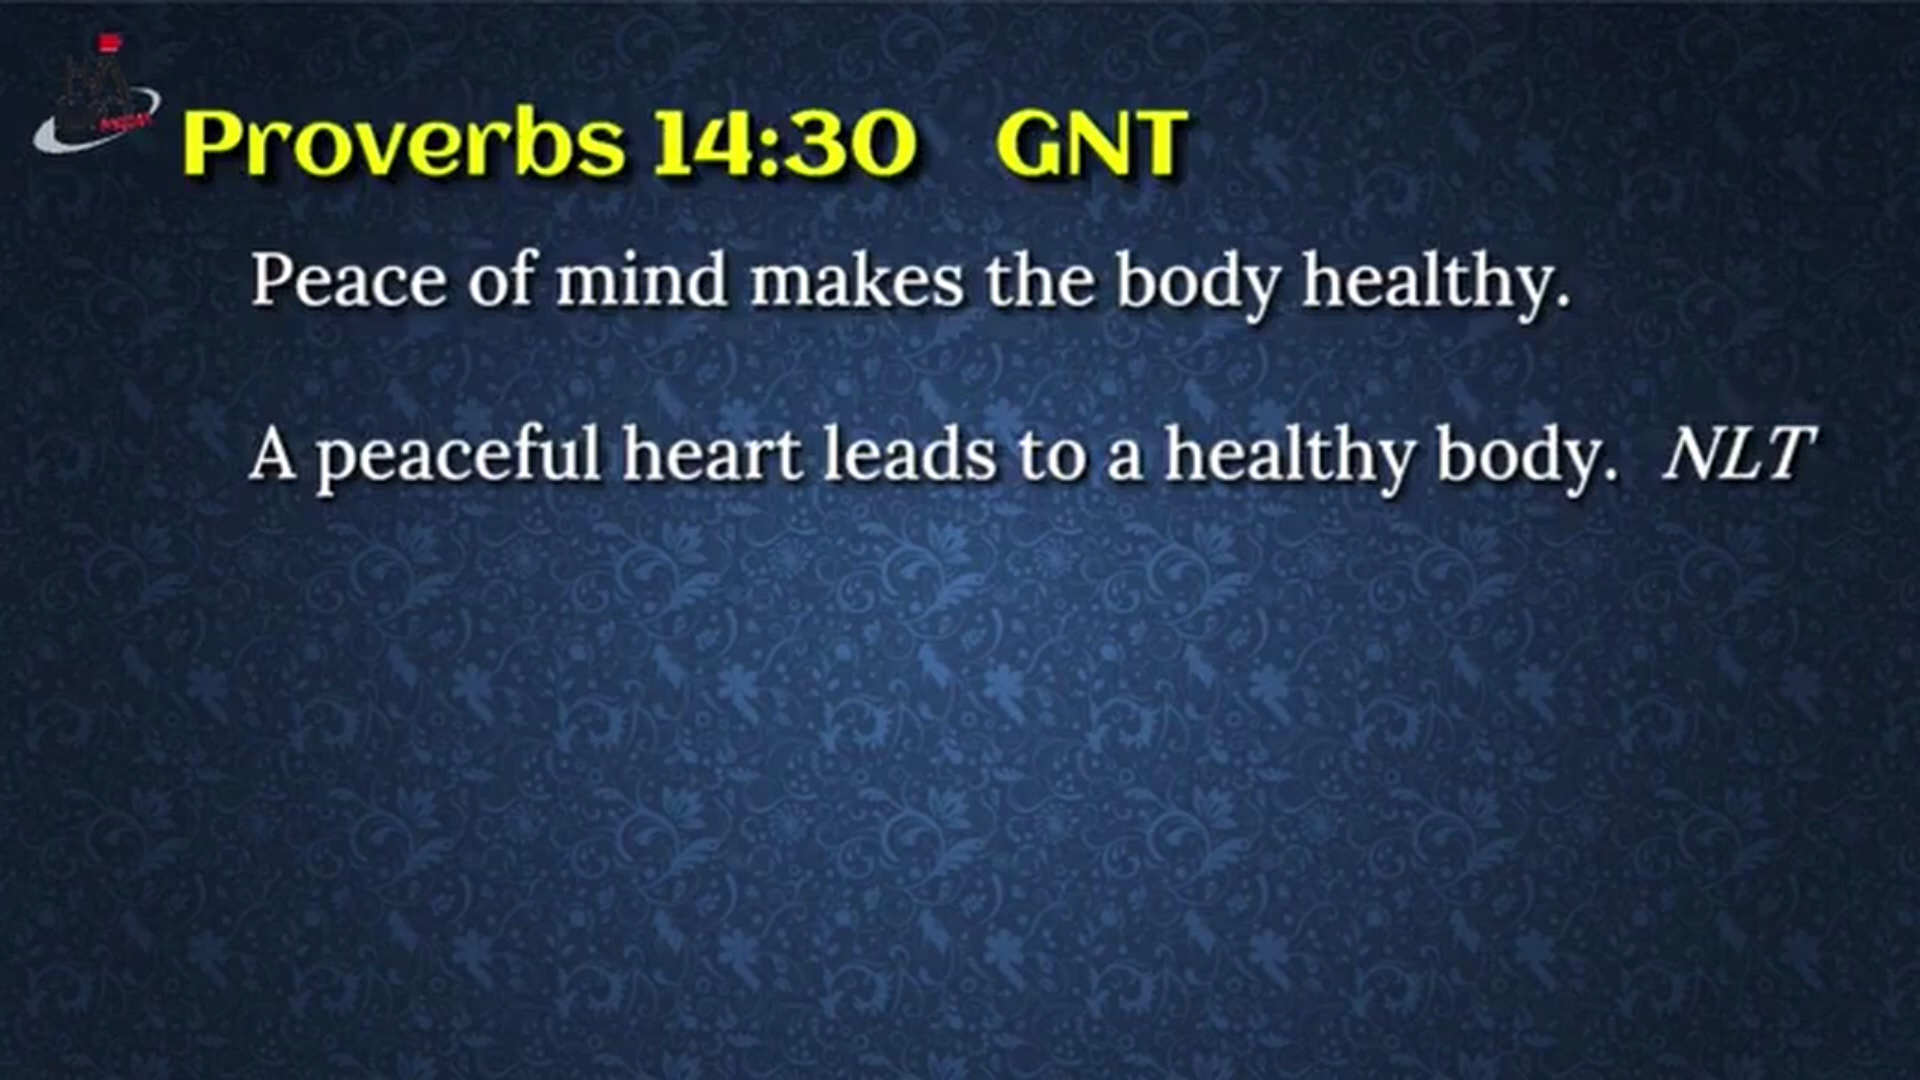 Proverbs 14:30 GNT
Peace of mind makes the body healthy.
A peaceful heart leads to a healthy body. NLT